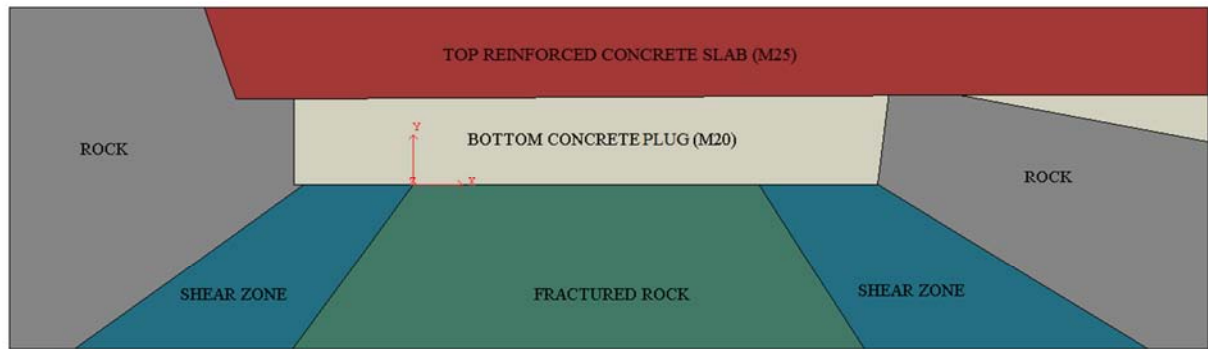 TOP REINFORCED CONCRETE SLAB (M25)
BOTTOM CONCRETE PLUG (M20)
ROCK
ROCK
Y
Z X
SHEAR ZONE
FRACTURED ROCK
SHEAR ZONE